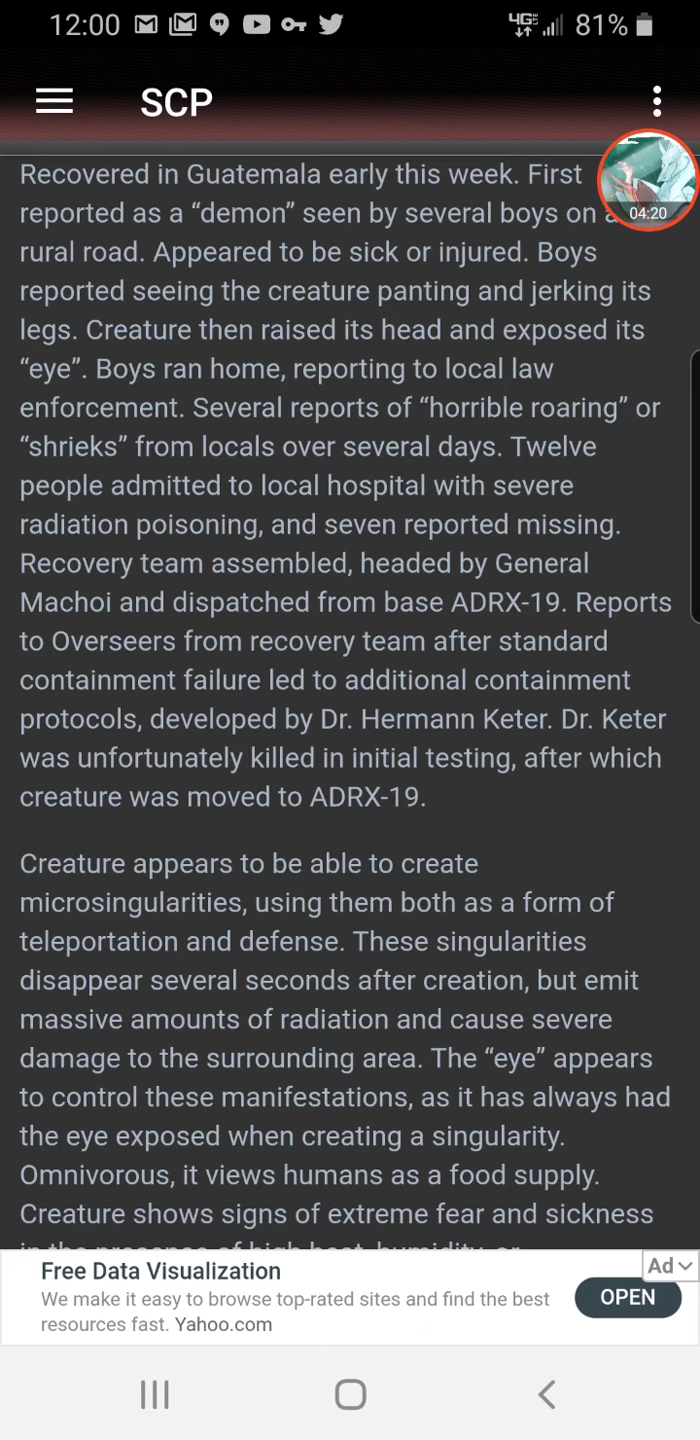 12:00
4GE 81%
SCP
04:20
Recovered in Guatemala early this week. First
reported as a “demon” seen by several boys on a
rural road. Appeared to be sick or injured. Boys
reported seeing the creature panting and jerking its
legs. Creature then raised its head and exposed its
“eye”. Boys ran home, reporting to local law
enforcement. Several reports of “horrible roaring” or
“shrieks” from locals over several days. Twelve
people admitted to local hospital with severe
radiation poisoning, and seven reported missing.
Recovery team assembled, headed by General
Machoi and dispatched from base ADRX-19. Reports
to Overseers from recovery team after standard
containment failure led to additional containment
protocols, developed by Dr. Hermann Keter. Dr. Keter
was unfortunately killed in initial testing, after which
creature was moved to ADRX-19.
Creature appears to be able to create
microsingularities, using them both as a form of
teleportation and defense. These singularities
disappear several seconds after creation, but emit
massive amounts of radiation and cause severe
damage to the surrounding area. The “eye” appears
to control these manifestations, as it has always had
the eye exposed when creating a singularity.
Omnivorous, it views humans as a food supply.
Creature shows signs of extreme fear and sickness
in the presence of high heat, humidity, or
Ad
Free Data Visualization
We make it easy to browse top-rated sites and find the best
resources fast. Yahoo.com
OPEN